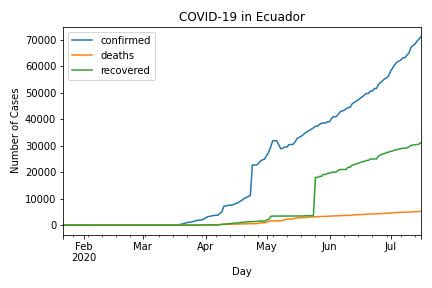 COVID-19 in Ecuador
confirmed
deaths
recovered
Number of Cases
70000
60000
50000
40000
30000
20000
10000
0
Feb
2020
Mar
Apr
May
Jun
Jul
Day